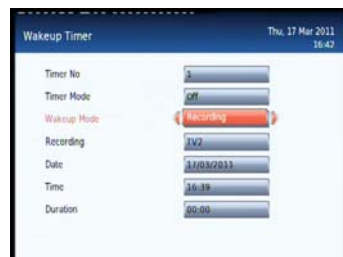 Wakeup Timer
Thu, 17 Mar 2011
16:42
Timer No 1
Timer Mode Off
Wakeup Mode Recording
Recording TV2
Date 17/03/2011
Time 16:39
Duration 00:00